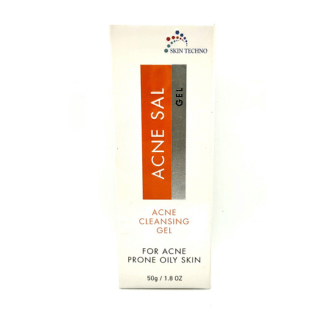 SKIN TECHNO
ACNE SAL
GEL
ACNE
CLEANSING
GEL
FOR ACNE
PRONE OILY SKIN
50g / 1.8 OZ